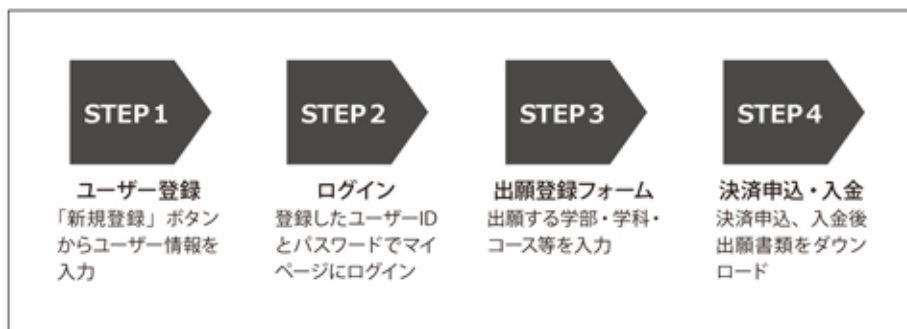 STEP1
ユーザー登録
「新規登録」ボタン
からユーザー情報を
入力
STEP2
ログイン
登録したユーザーID
とパスワードでマイ
ページにログイン
STEP3
出願登録フォーム
出願する学部・学科・
コース等を入力
STEP4
決済申込・入金
決済申込、入金後
出願書類をダウン
ロード